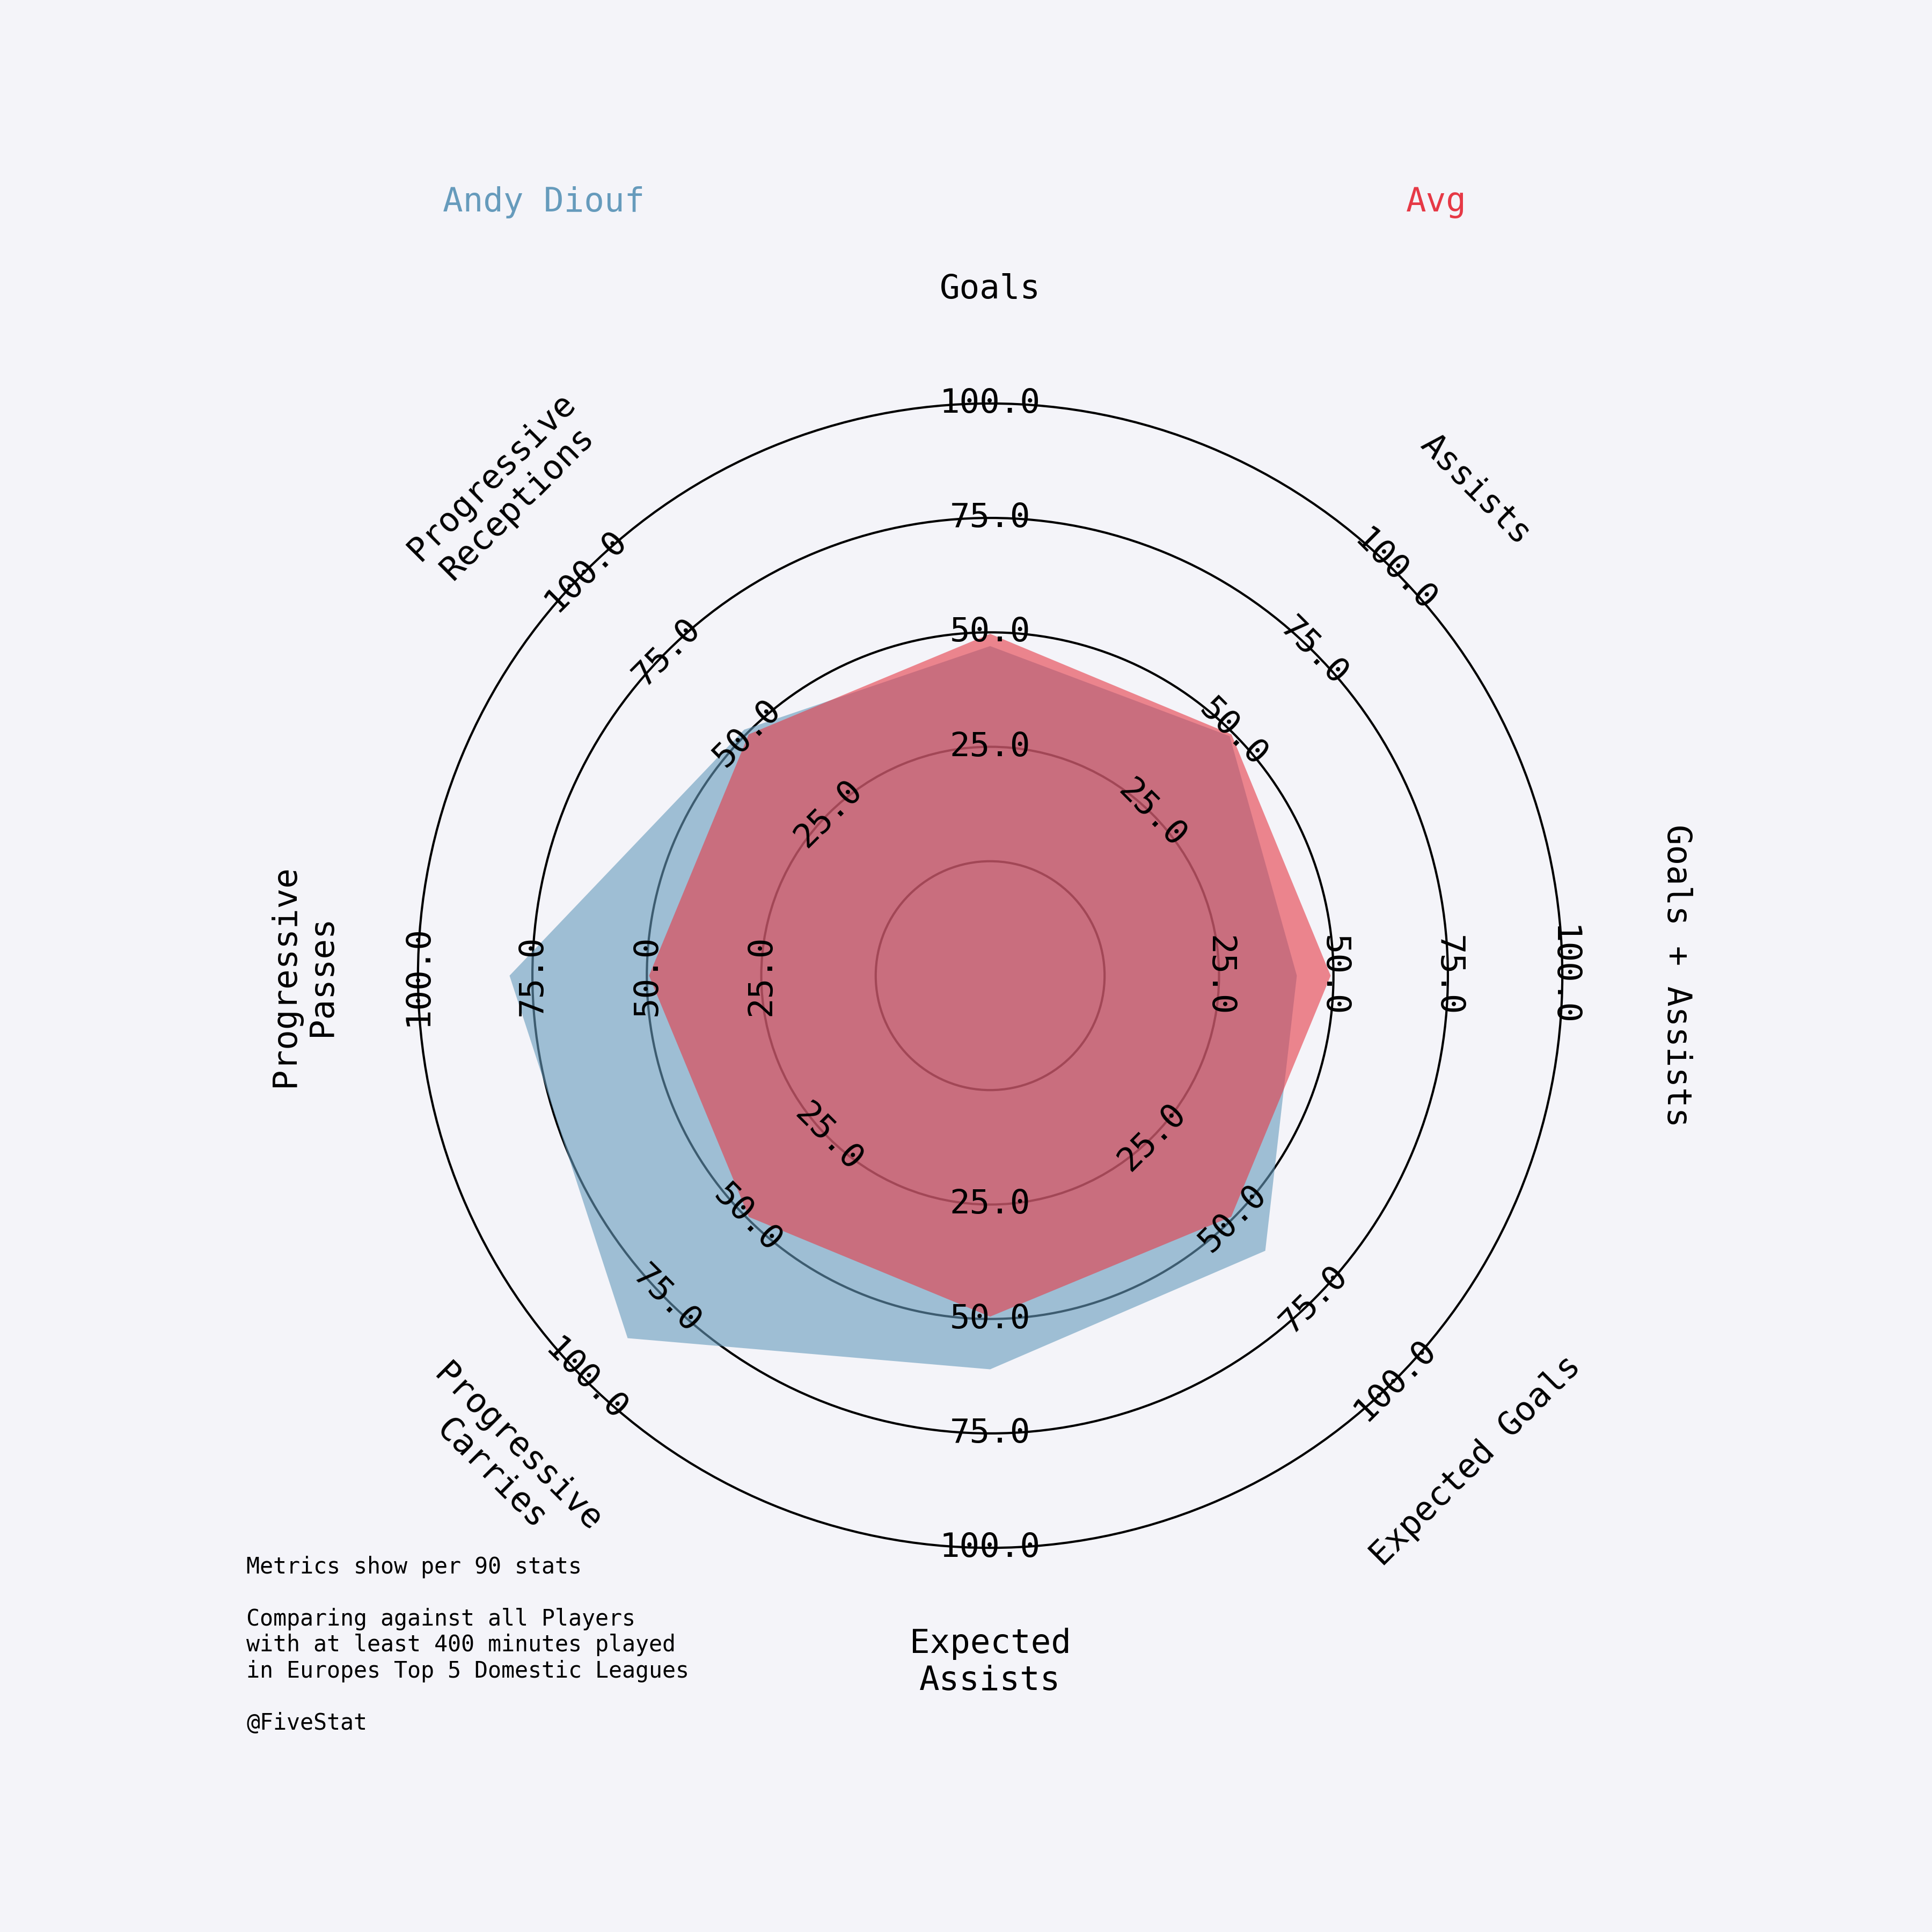 Andy Diouf
Avg
Goals
Assists
Goals + Assists
Expected Goals
Expected
Assists
Progressive
Carries
Progressive
Passes
Progressive
Receptions
25.0
50.0
75.0
100.0
25.0
50.0
75.0
100.0
25.0
50.0
75.0
100.0
25.0
50.0
75.0
100.0
25.0
50.0
75.0
100.0
25.0
50.0
75.0
100.0
25.0
50.0
75.0
100.0
25.0
50.0
75.0
100.0
Metrics show per 90 stats
Comparing against all Players
with at least 400 minutes played
in Europes Top 5 Domestic Leagues
@FiveStat